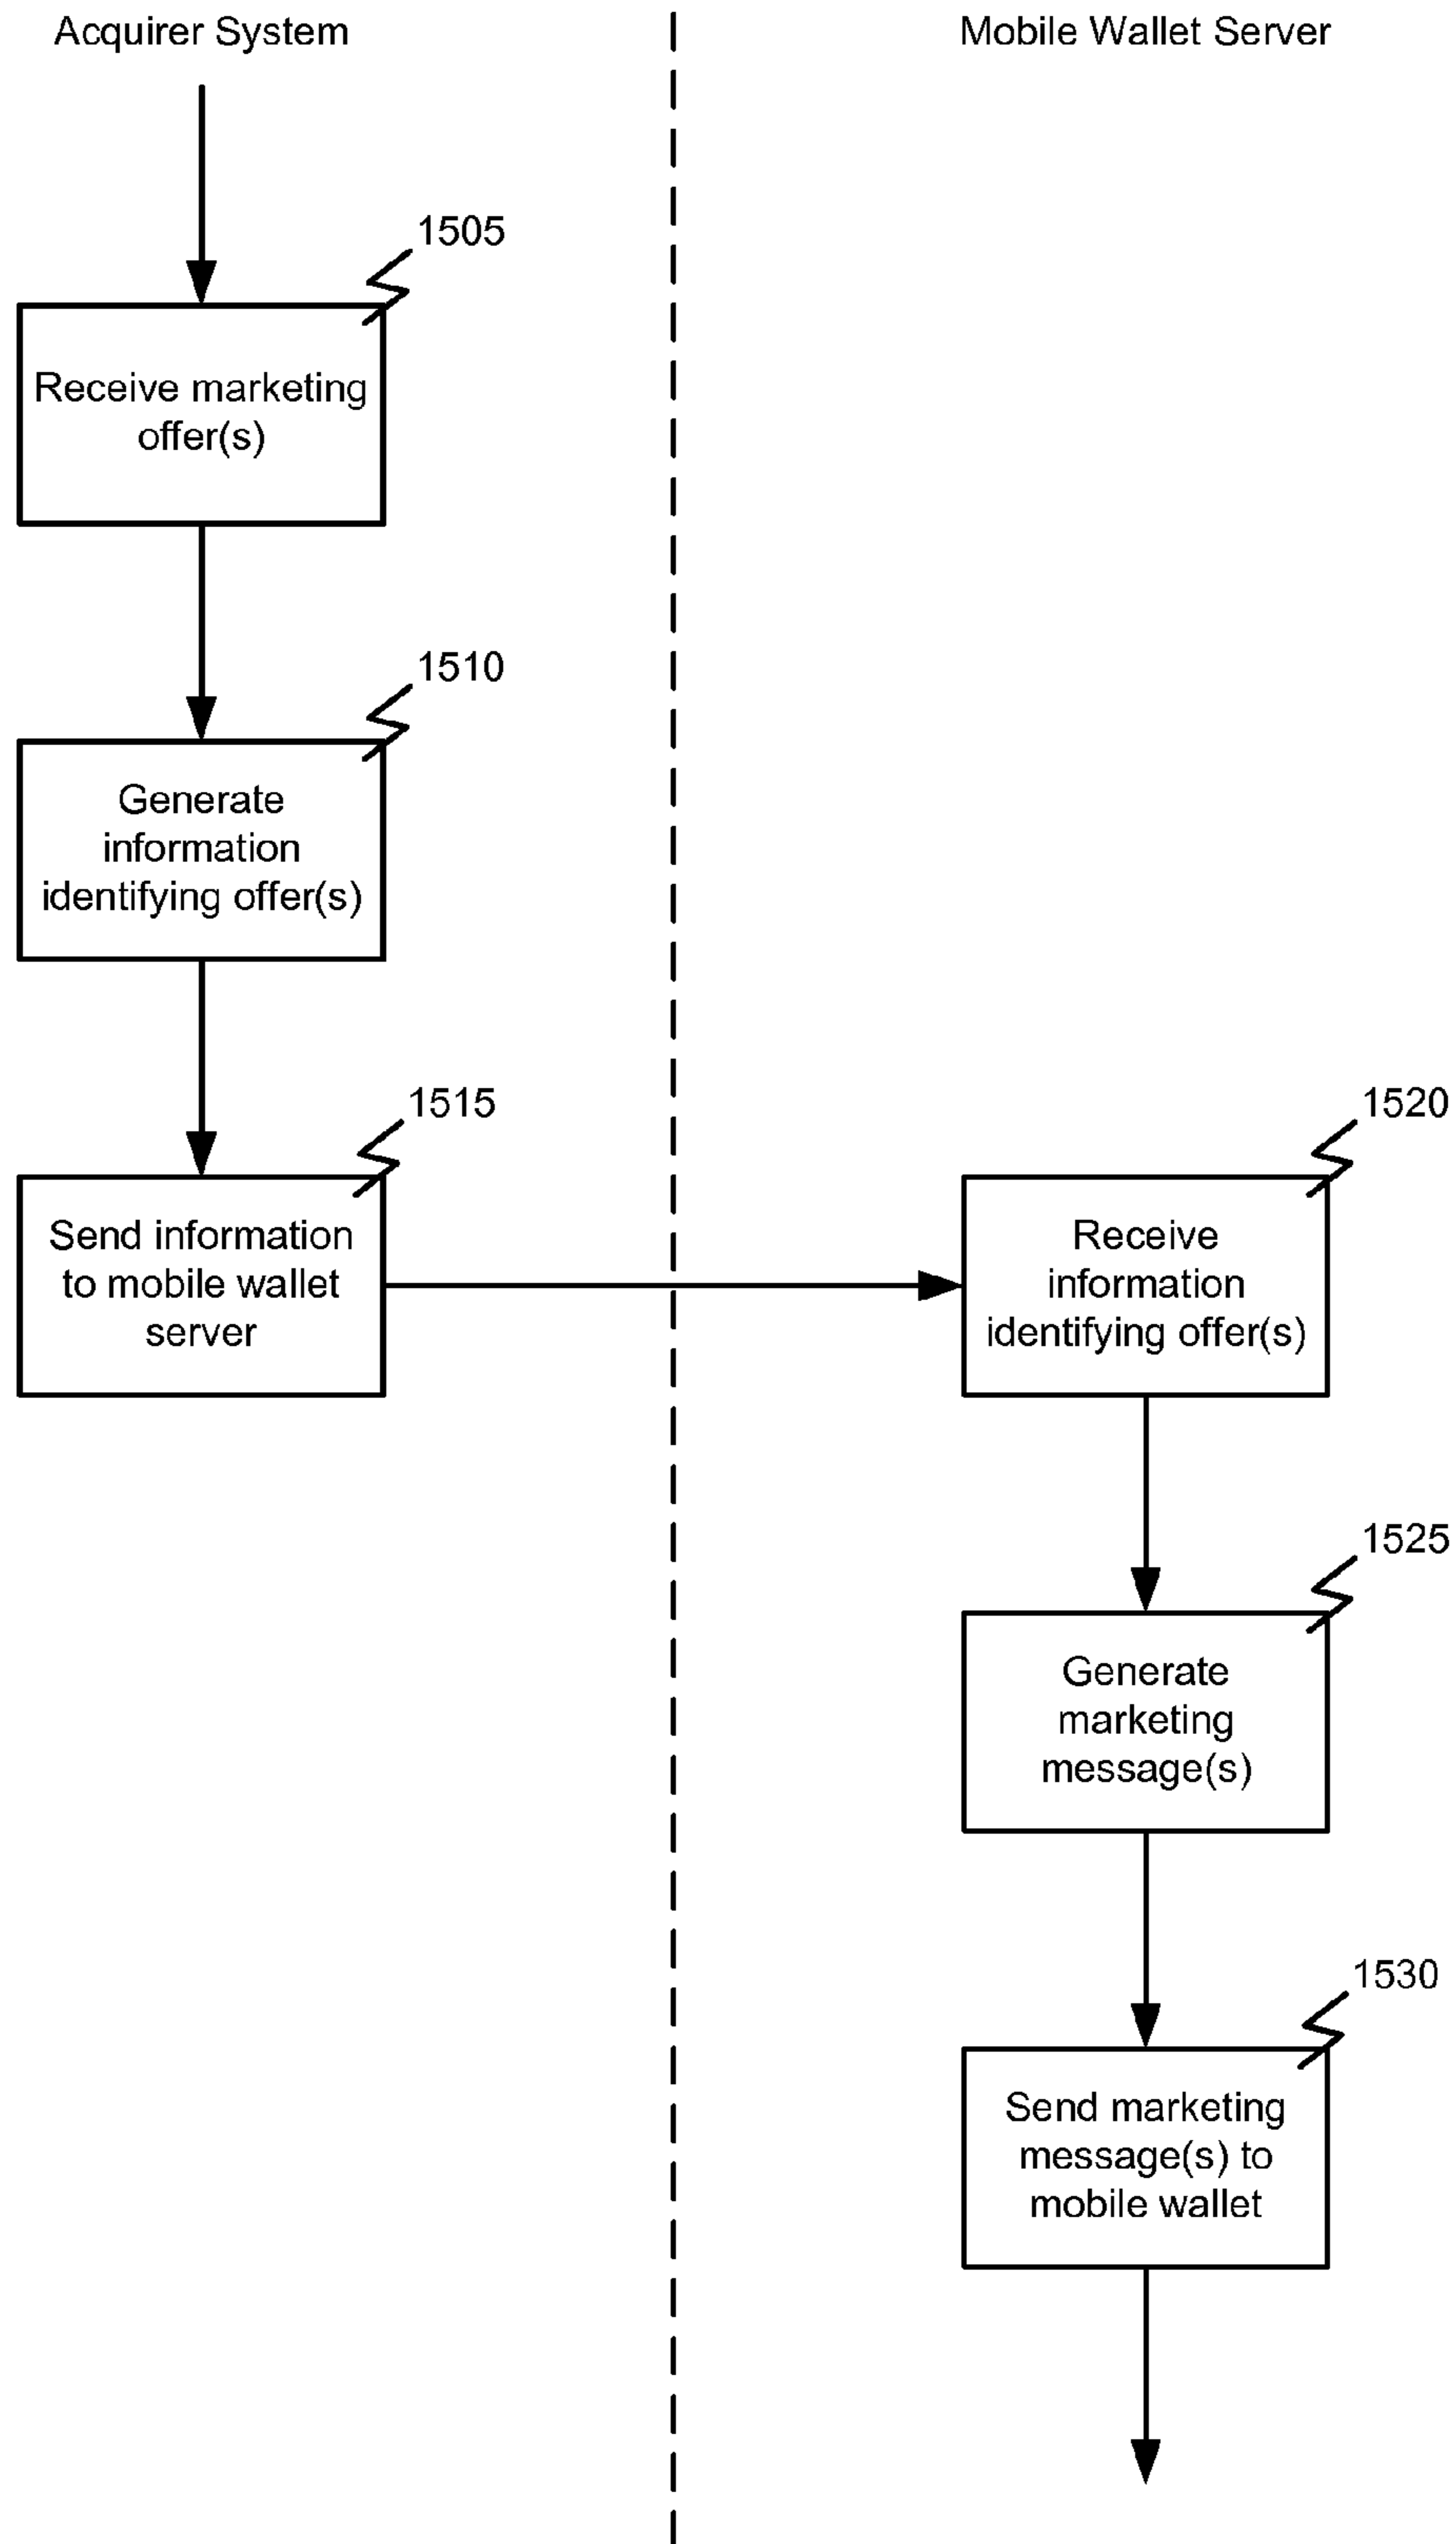 Acquirer System
Mobile Wallet Server
1505
Receive marketing
offer(s)
1510
Generate
information
identifying offer(s)
1515
Send information
to mobile wallet
server
1520
Receive
information
identifying offer(s)
1525
Generate
marketing
message(s)
1530
Send marketing
message(s) to
mobile wallet